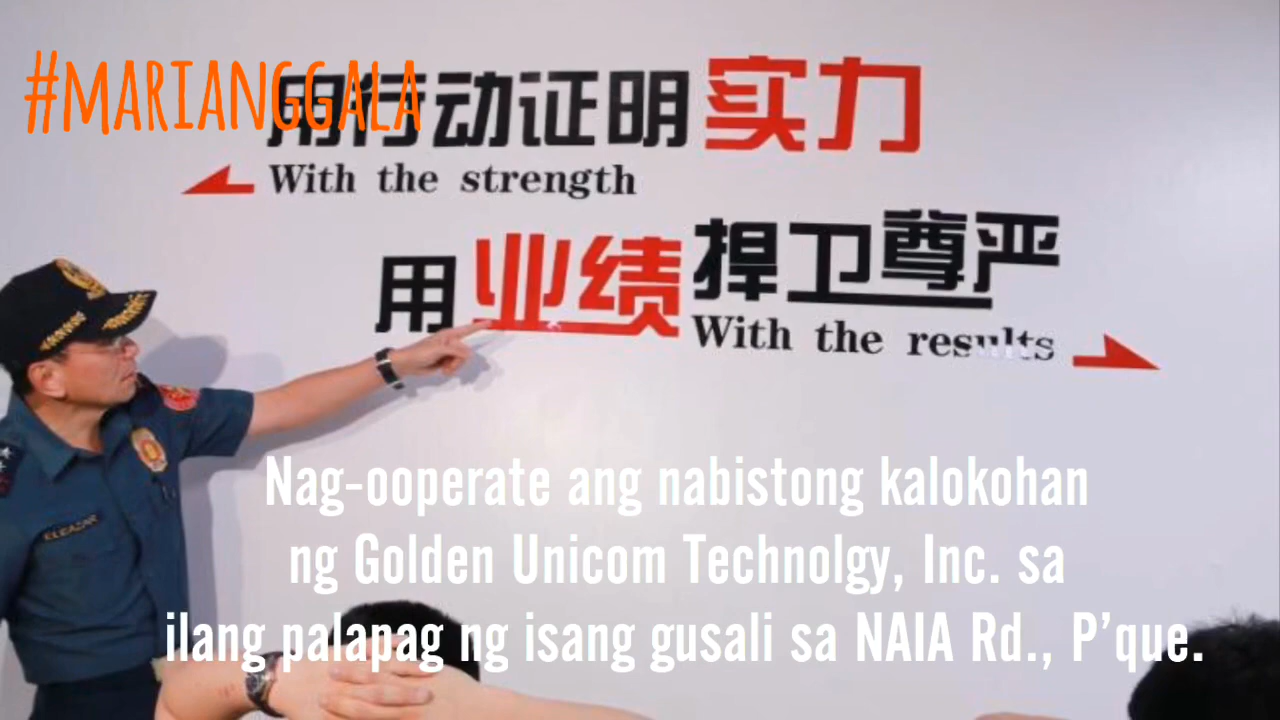 #MARIANGGALA
用行动证明实力
With the strength
用业绩捍卫尊严
With the results
ELEAZAR
Nag-ooperate ang nabistong kalokohan
ng Golden Unicom Technolgy, Inc. sa
ilang palapag ng isang gusali sa NAIA Rd., P'que.